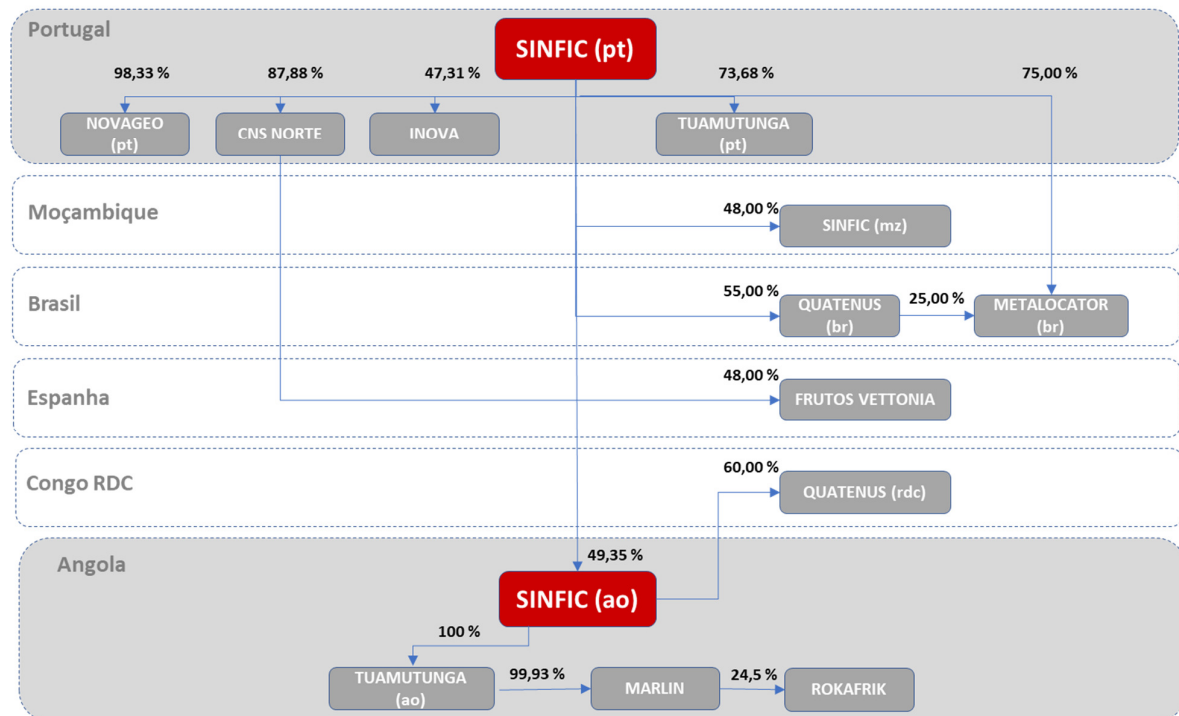 Portugal
SINFIC (pt)
98,33 %
87,88 %
47,31 %
73,68 %
75,00 %
NOVAGEO
(pt)
CNS NORTE
INOVA
TUAMUTUNGA
(pt)
Moçambique
48,00 %
SINFIC (mz)
Brasil
55,00 %
QUATENUS
(br)
25,00 %
METALOCATOR
(br)
Espanha
48,00 %
FRUTOS VETTONIA
Congo RDC
60,00 %
QUATENUS (rdc)
Angola
49,35 %
SINFIC (ao)
100 %
TUAMUTUNGA
(ao)
99,93 %
MARLIN
24,5 %
ROKAFRIK